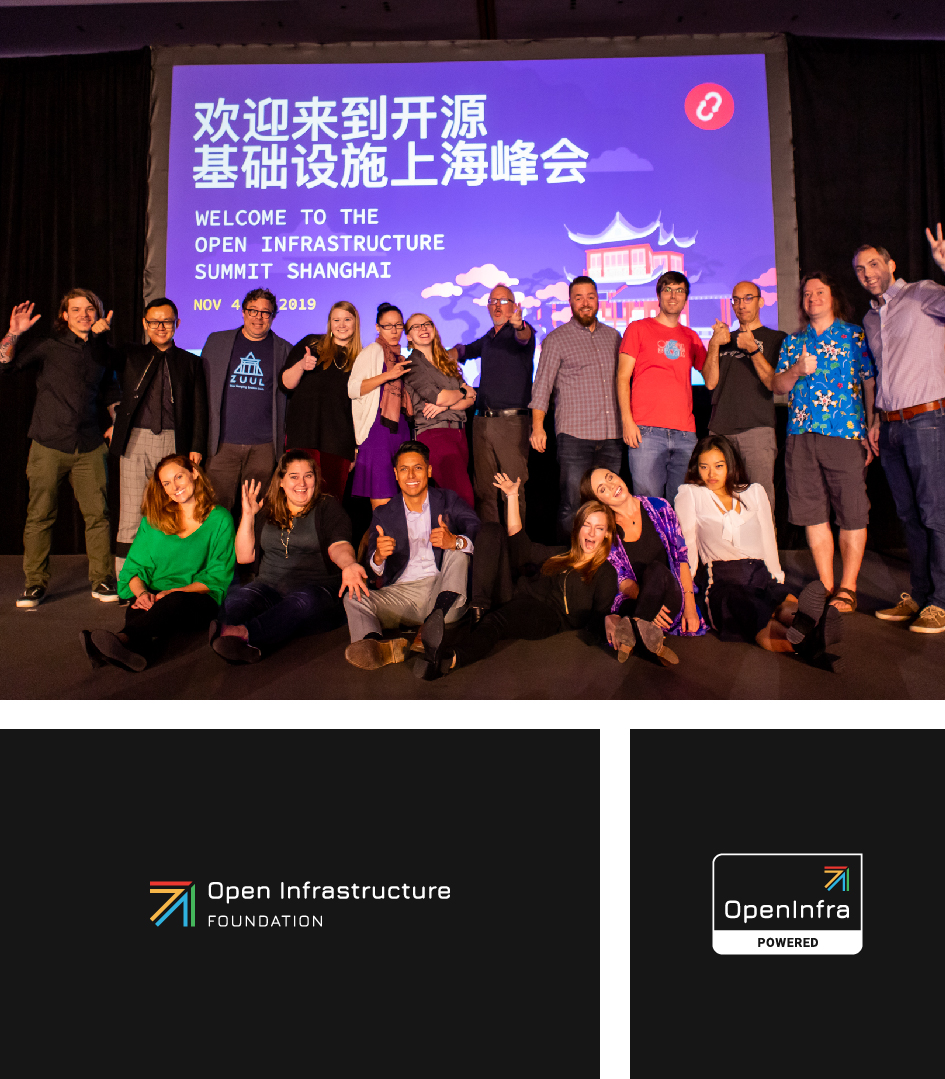 欢迎来到开源
基础设施上海峰会
WELCOME TO THE
OPEN INFRASTRUCTURE
SUMMIT SHANGHAI
NOV 4 2019
ZUUL
Open Infrastructure
FOUNDATION
OpenInfra
POWERED